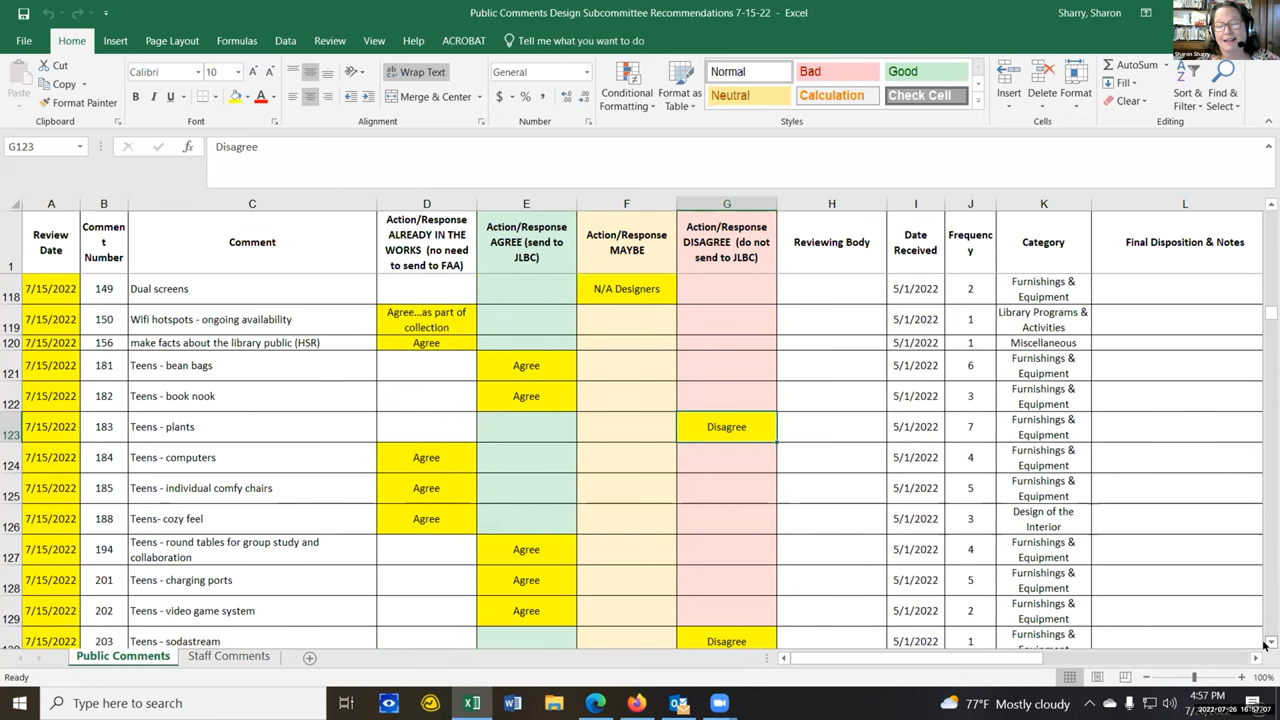 Public Comments Design Subcommittee Recommendations 7-15-22 - Excel
Sharry, Sharon
Sharon Sharry
File Home Insert Page Layout Formulas Data Review View Help ACROBAT Tell me what you want to do
Paste
Cut
Copy
Format Painter
Clipboard
Calibri 10
B I U
Font
Wrap Text
Merge & Center
Alignment
General
$ % ,
Number
Conditional Formatting
Format as Table
Normal Bad Good
Neutral Calculation Check Cell
Styles
Insert Delete Format
Cells
AutoSum
Fill
Clear
Sort & Filter
Find & Select
Editing
G123 fx Disagree
A B C D E F G H I J K L
1
Review Date
Commen t Number
Comment
Action/Response ALREADY IN THE WORKS (no need to send to FAA)
Action/Response AGREE (send to JLBC)
Action/Response MAYBE
Action/Response DISAGREE (do not send to JLBC)
Reviewing Body
Date Received
Frequenc y
Category
Final Disposition & Notes
118 7/15/2022 149 Dual screens N/A Designers 5/1/2022 2 Furnishings & Equipment
119 7/15/2022 150 Wifi hotspots - ongoing availability Agree...as part of collection 5/1/2022 1 Library Programs & Activities
120 7/15/2022 156 make facts about the library public (HSR) Agree 5/1/2022 1 Miscellaneous
121 7/15/2022 181 Teens - bean bags Agree 5/1/2022 6 Furnishings & Equipment
122 7/15/2022 182 Teens - book nook Agree 5/1/2022 3 Furnishings & Equipment
123 7/15/2022 183 Teens - plants Disagree 5/1/2022 7 Furnishings & Equipment
124 7/15/2022 184 Teens - computers Agree 5/1/2022 4 Furnishings & Equipment
125 7/15/2022 185 Teens - individual comfy chairs Agree 5/1/2022 5 Furnishings & Equipment
126 7/15/2022 188 Teens- cozy feel Agree 5/1/2022 3 Design of the Interior
127 7/15/2022 194 Teens - round tables for group study and collaboration Agree 5/1/2022 4 Furnishings & Equipment
128 7/15/2022 201 Teens - charging ports Agree 5/1/2022 5 Furnishings & Equipment
129 7/15/2022 202 Teens - video game system Agree 5/1/2022 2 Furnishings & Equipment
7/15/2022 203 Teens - sodastream Disagree 5/1/2022 1 Furnishings &
Public Comments Staff Comments
Ready 100%
Type here to search
77°F Mostly cloudy
4:57 PM
2022-07-26 16:57:07